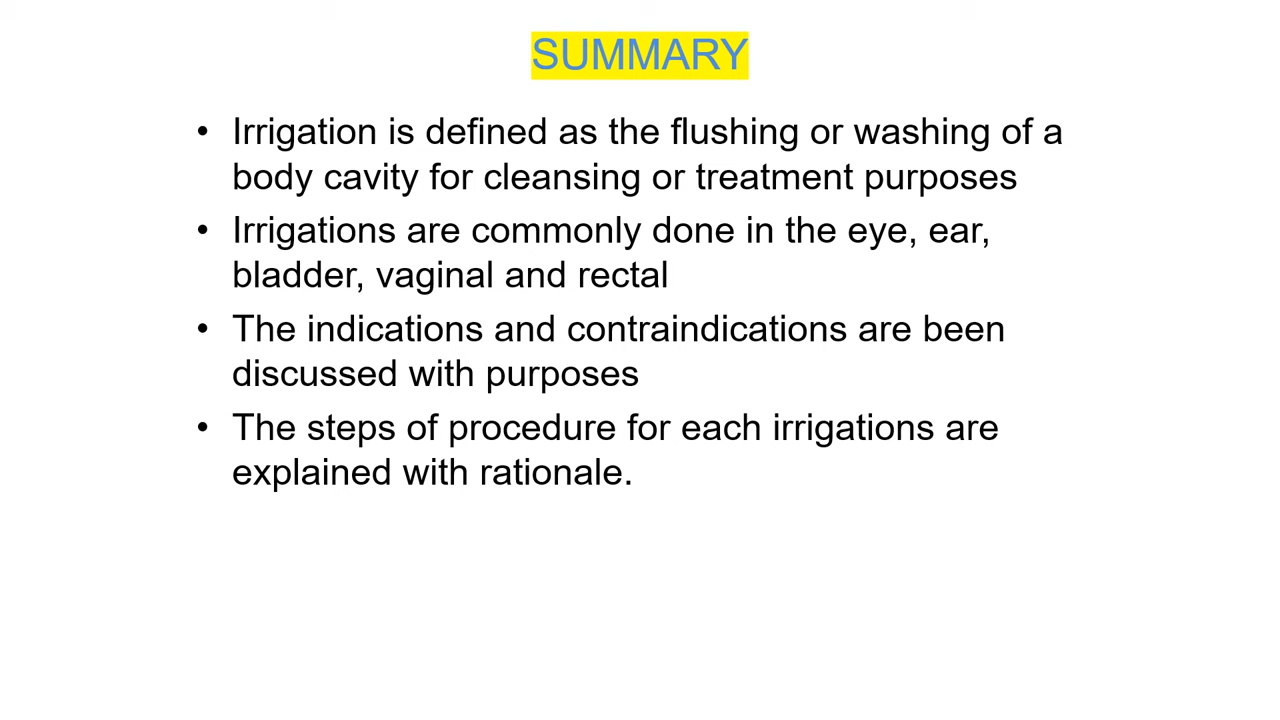 SUMMARY
• Irrigation is defined as the flushing or washing of a
body cavity for cleansing or treatment purposes
• Irrigations are commonly done in the eye, ear,
bladder, vaginal and rectal
• The indications and contraindications are been
discussed with purposes
• The steps of procedure for each irrigations are
explained with rationale.